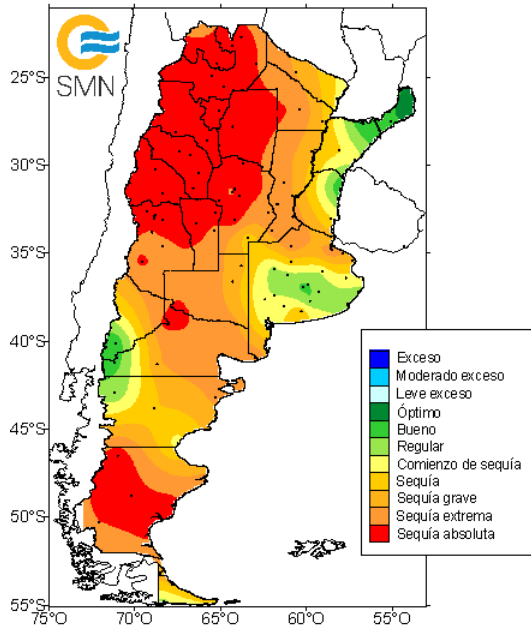 SMN
25°S
30°S
35°S
40°S
45°S
50°S
55°S
75°O
70°O
65°O
60°O
55°O
Exceso
Moderado exceso
Leve exceso
Óptimo
Bueno
Regular
Comienzo de sequía
Sequía
Sequía grave
Sequía extrema
Sequía absoluta